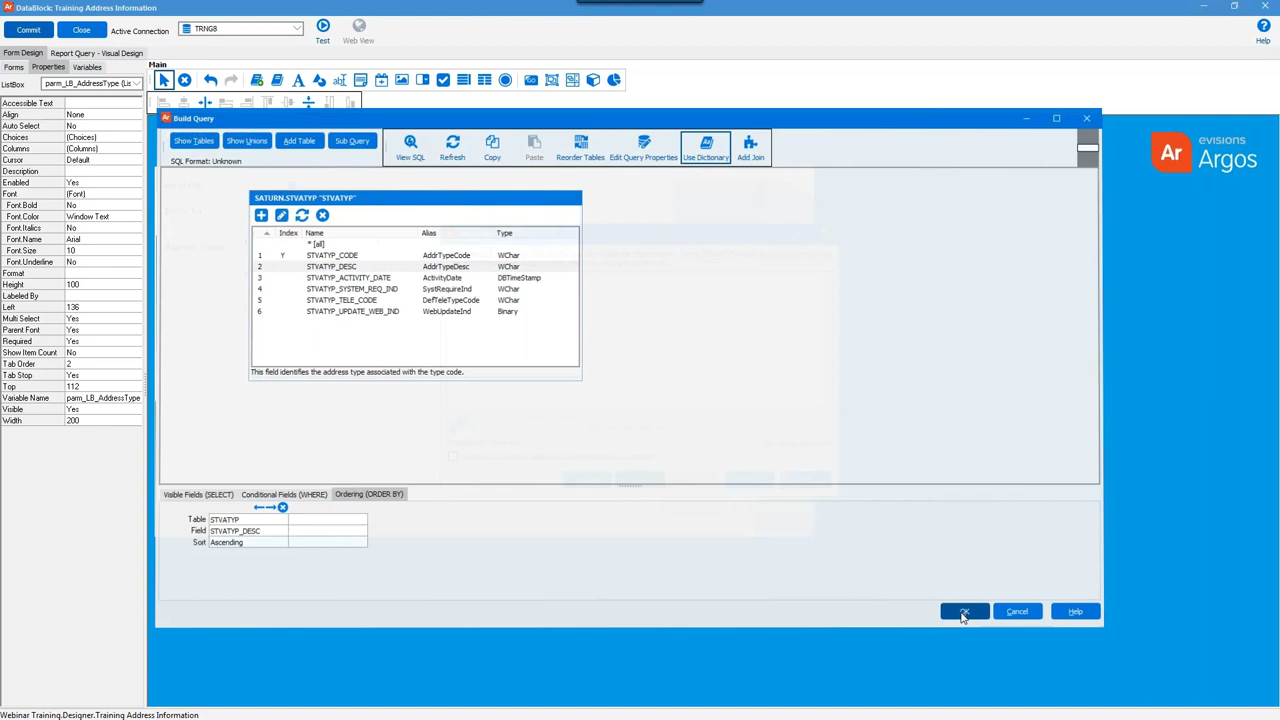 DataBlock: Training Address Information
Commit
Close
Active Connection
TRNG8
Test
Web View
Help
Form Design
Report Query - Visual Design
Forms
Properties
Variables
Main
ListBox
parm_LB_AddressType (Lis
Accessible Text
Align None
Auto Select No
Choices (Choices)
Columns (Columns)
Cursor Default
Description
Enabled Yes
Font (Font)
Font.Bold No
Font.Color Window Text
Font.Italics No
Font.Name Arial
Font.Size 10
Font.Underline No
Format
Height 100
Labeled By
Left 136
Multi Select Yes
Parent Font Yes
Required Yes
Show Item Count No
Tab Order 2
Tab Stop Yes
Top 112
Variable Name parm_LB_AddressType
Visible Yes
Width 200
Build Query
Show Tables
Show Unions
Add Table
Sub Query
SQL Format: Unknown
View SQL
Refresh
Copy
Paste
Reorder Tables
Edit Query Properties
Use Dictionary
Add Join
Ar
evisions
Argos
SATURN.STVATYP "STVATYP"
Index Name Alias Type
* [all]
1 Y STVATYP_CODE AddrTypeCode WChar
2 STVATYP_DESC AddrTypeDesc WChar
3 STVATYP_ACTIVITY_DATE ActivityDate DBTimeStamp
4 STVATYP_SYSTEM_REQ_IND SystRequireInd WChar
5 STVATYP_TELE_CODE DefTeleTypeCode WChar
6 STVATYP_UPDATE_WEB_IND WebUpdateInd Binary
This field identifies the address type associated with the type code.
Visible Fields (SELECT)
Conditional Fields (WHERE)
Ordering (ORDER BY)
Table STVATYP
Field STVATYP_DESC
Sort Ascending
OK
Cancel
Help
Webinar Training.Designer.Training Address Information